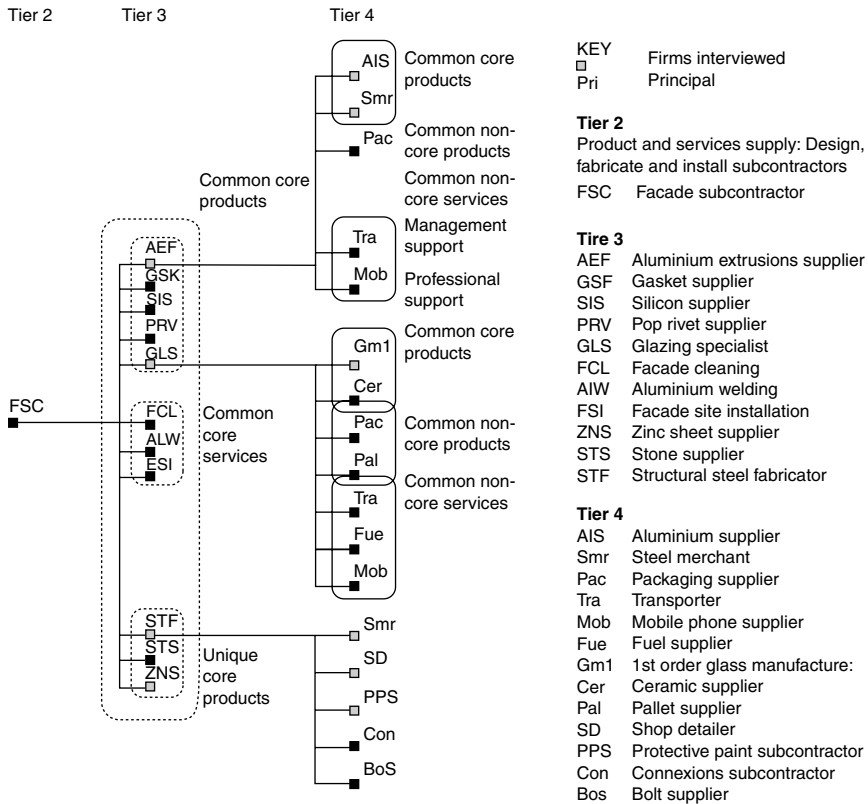 Tier 2
Tier 3
Tier 4
AIS
Smr
Common core
products
Pac
Common non-
core products
Common non-
core services
Common core
products
Tra
Mob
Management
support
Professional
support
AEF
GSK
SIS
PRV
GLS
Gm1
Cer
Common core
products
FSC
FCL
ALW
ESI
Common
core
services
Pac
Pal
Common non-
core products
Tra
Fue
Mob
Common non-
core services
STF
STS
ZNS
Unique
core
products
Smr
SD
PPS
Con
BoS
KEY
Firms interviewed
Pri Principal
Tier 2
Product and services supply: Design,
fabricate and install subcontractors
FSC Facade subcontractor
Tire 3
AEF Aluminium extrusions supplier
GSF Gasket supplier
SIS Silicon supplier
PRV Pop rivet supplier
GLS Glazing specialist
FCL Facade cleaning
AIW Aluminium welding
FSI Facade site installation
ZNS Zinc sheet supplier
STS Stone supplier
STF Structural steel fabricator
Tier 4
AIS Aluminium supplier
Smr Steel merchant
Pac Packaging supplier
Tra Transporter
Mob Mobile phone supplier
Fue Fuel supplier
Gm1 1st order glass manufacture:
Cer Ceramic supplier
Pal Pallet supplier
SD Shop detailer
PPS Protective paint subcontractor
Con Connexions subcontractor
Bos Bolt supplier